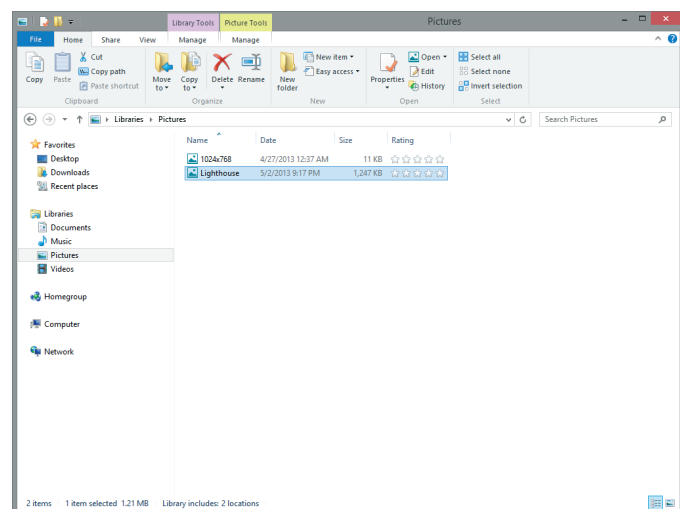 Library Tools Picture Tools Pictures
File Home Share View Manage Manage
Copy Paste Cut Copy path Paste shortcut
Move to Copy to Delete Rename New folder
New item Easy access
Properties Open Edit History
Select all Select none Invert selection
Clipboard Organize New Open Select
Libraries Pictures Search Pictures
Name Date Size Rating
1024x768 4/27/2013 12:37 AM 11 KB
Lighthouse 5/2/2013 9:17 PM 1,247 KB
Favorites
Desktop
Downloads
Recent places
Libraries
Documents
Music
Pictures
Videos
Homegroup
Computer
Network
2 items 1 item selected 1.21 MB Library includes: 2 locations